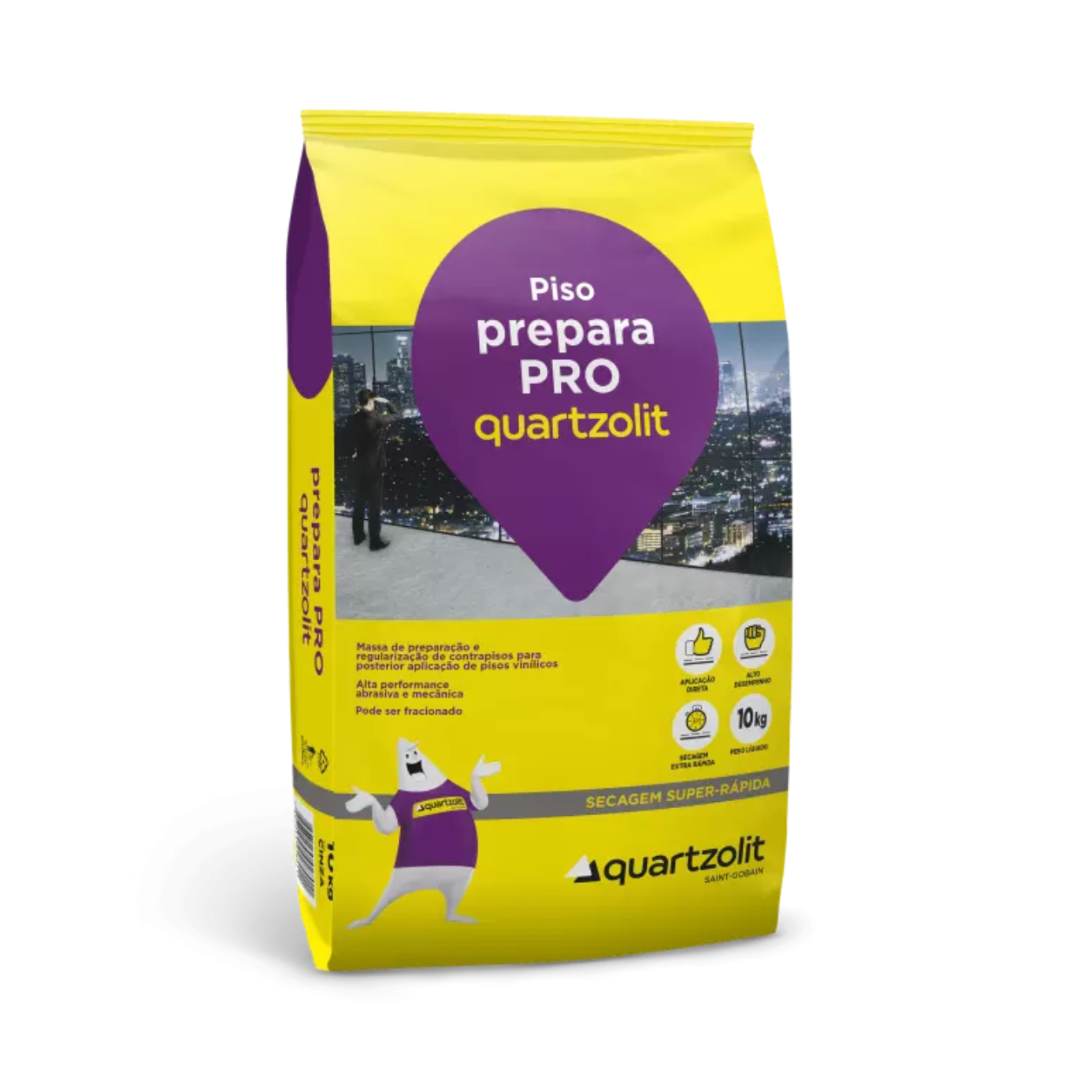 Piso
prepara
PRO
quartzolit
prepara PRO
quartzolit
Massa de preparação e
regularização de contrapisos para
posterior aplicação de pisos vinílicos
Alta performance
abrasiva e mecânica
Pode ser fracionado
APLICAÇÃO
DIRETA
ALTO
DESEMPENHO
SECAGEM
EXTRA RÁPIDA
10kg
PESO LÍQUIDO
SECAGEM SUPER-RÁPIDA
quartzolit
quartzolit
SAINT-GOBAIN
10KG
CINZA